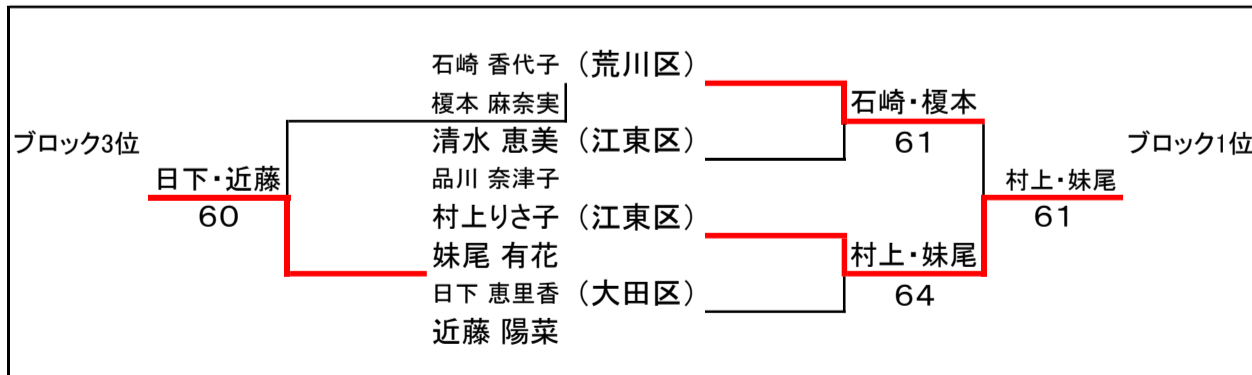 石崎 香代子 (荒川区)
榎本 麻奈実
石崎・榎本
61
清水 恵美 (江東区)
品川 奈津子
ブロック3位
日下・近藤
60
ブロック1位
村上・妹尾
61
村上りさ子 (江東区)
妹尾 有花
村上・妹尾
64
日下 恵里香 (大田区)
近藤 陽菜